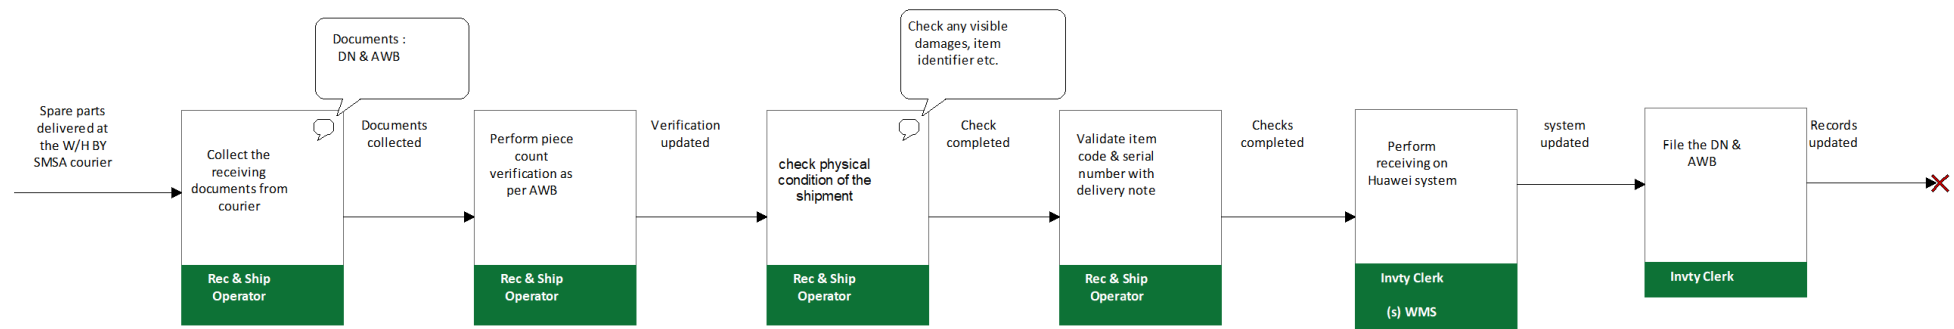 Spare parts
delivered at
the W/H BY
SMSA courier
Documents :
DN & AWB
Collect the
receiving
documents from
courier
Rec & Ship
Operator
Documents
collected
Perform piece
count
verification as
per AWB
Rec & Ship
Operator
Verification
updated
Check any visible
damages, item
identifier etc.
check physical
condition of the
shipment
Rec & Ship
Operator
Check
completed
Validate item
code & serial
number with
delivery note
Rec & Ship
Operator
Checks
completed
Perform
receiving on
Huawei system
Invty Clerk
(s) WMS
system
updated
File the DN &
AWB
Invty Clerk
Records
updated